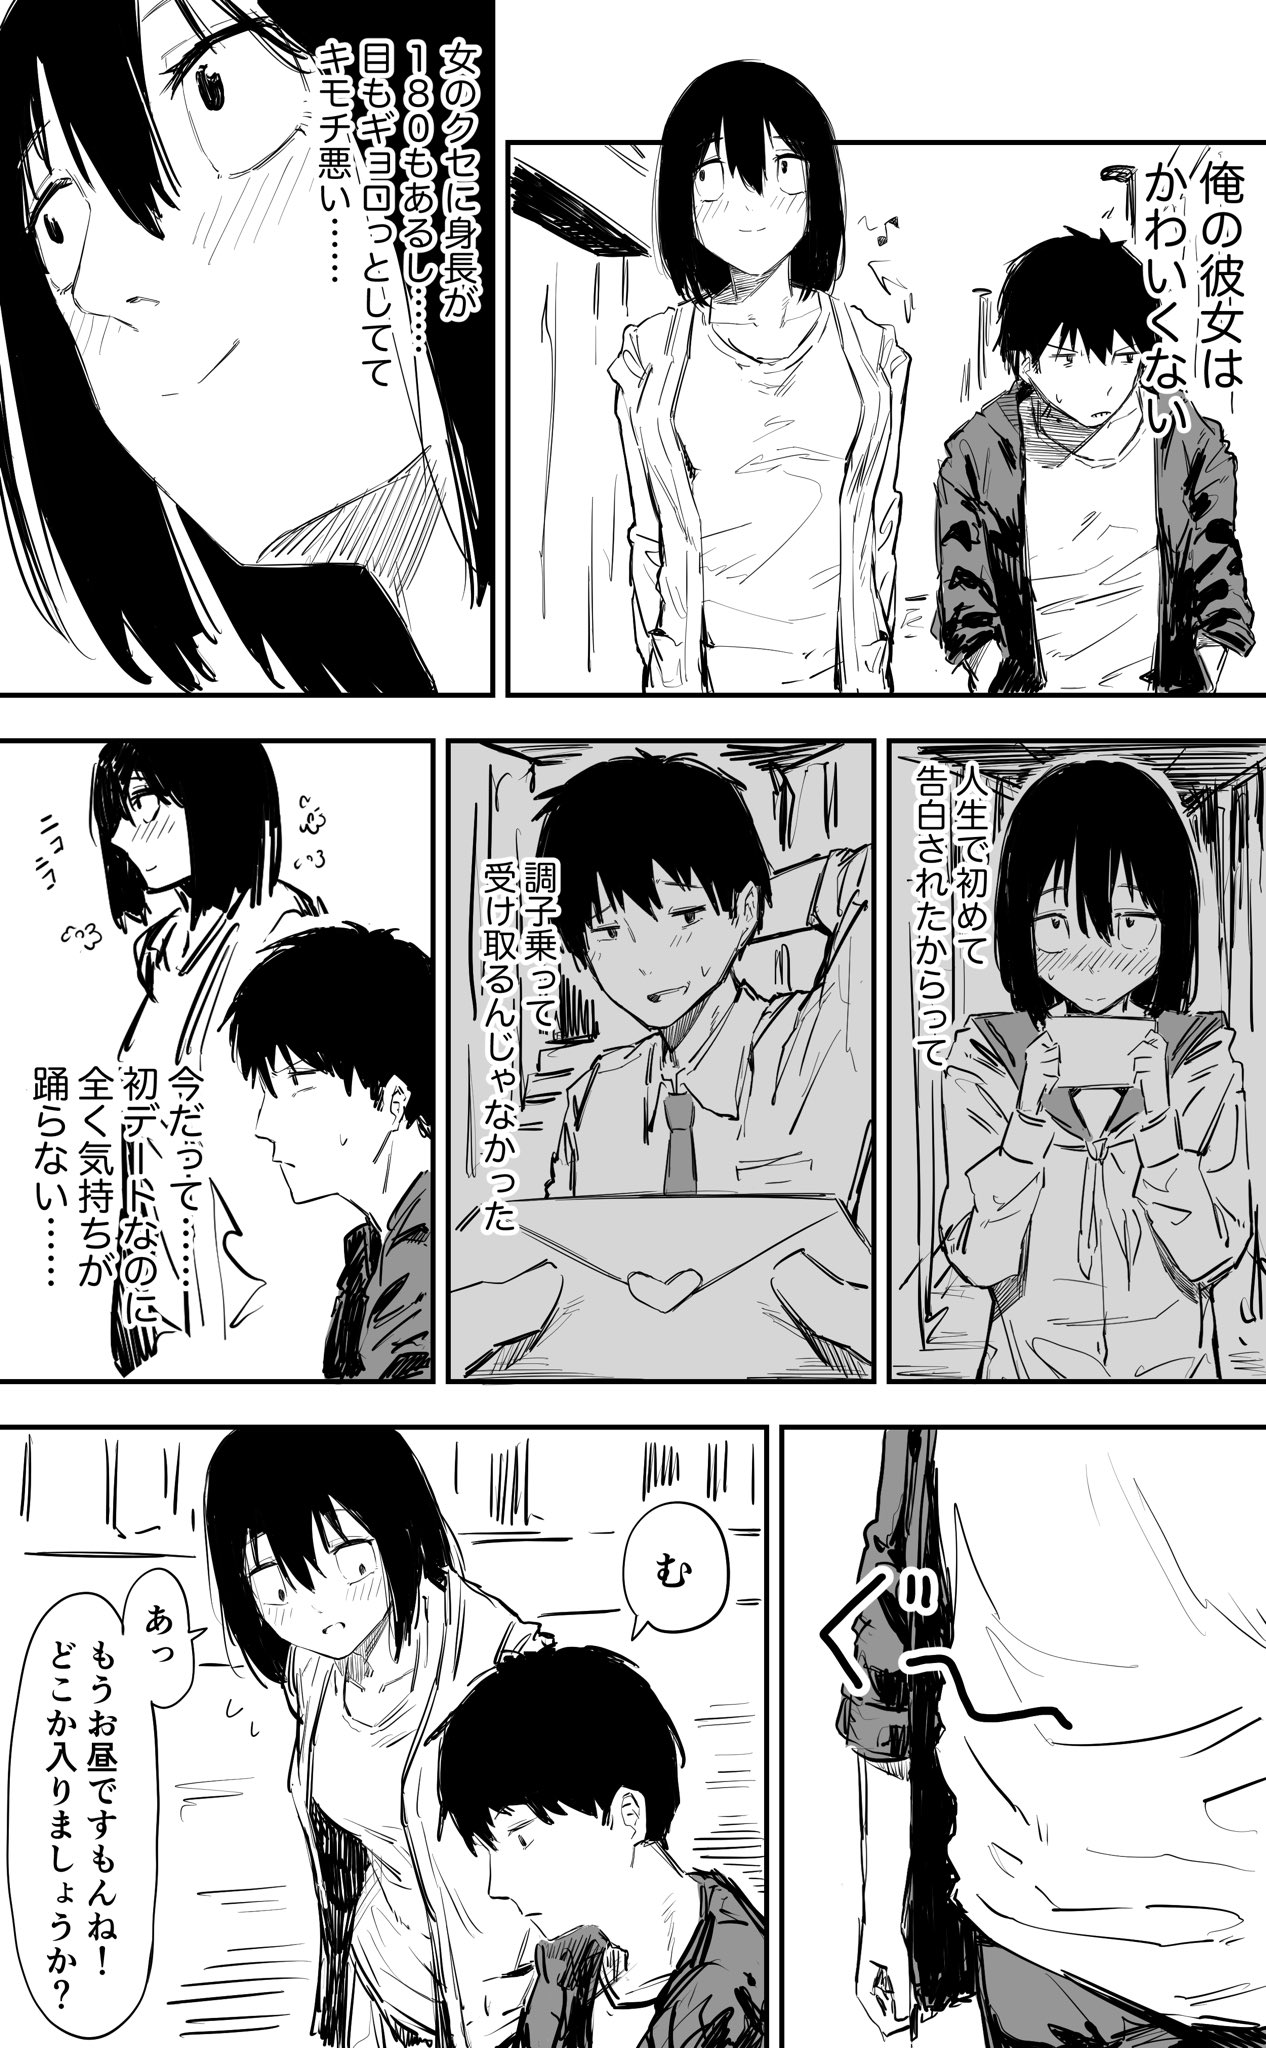 俺の彼女は
かわいくない
女のクセに身長が
180もあるし……
目もギョロっとしてて
キモチ悪い……
人生で初めて
告白されたからって
調子乗って
受け取るんじゃなかった
ニコ
ニコ
今だって……
初デートなのに
全く気持ちが
踊らない……
ぐ〜
む
あっ
もうお昼ですもんね！
どこか入りましょうか？